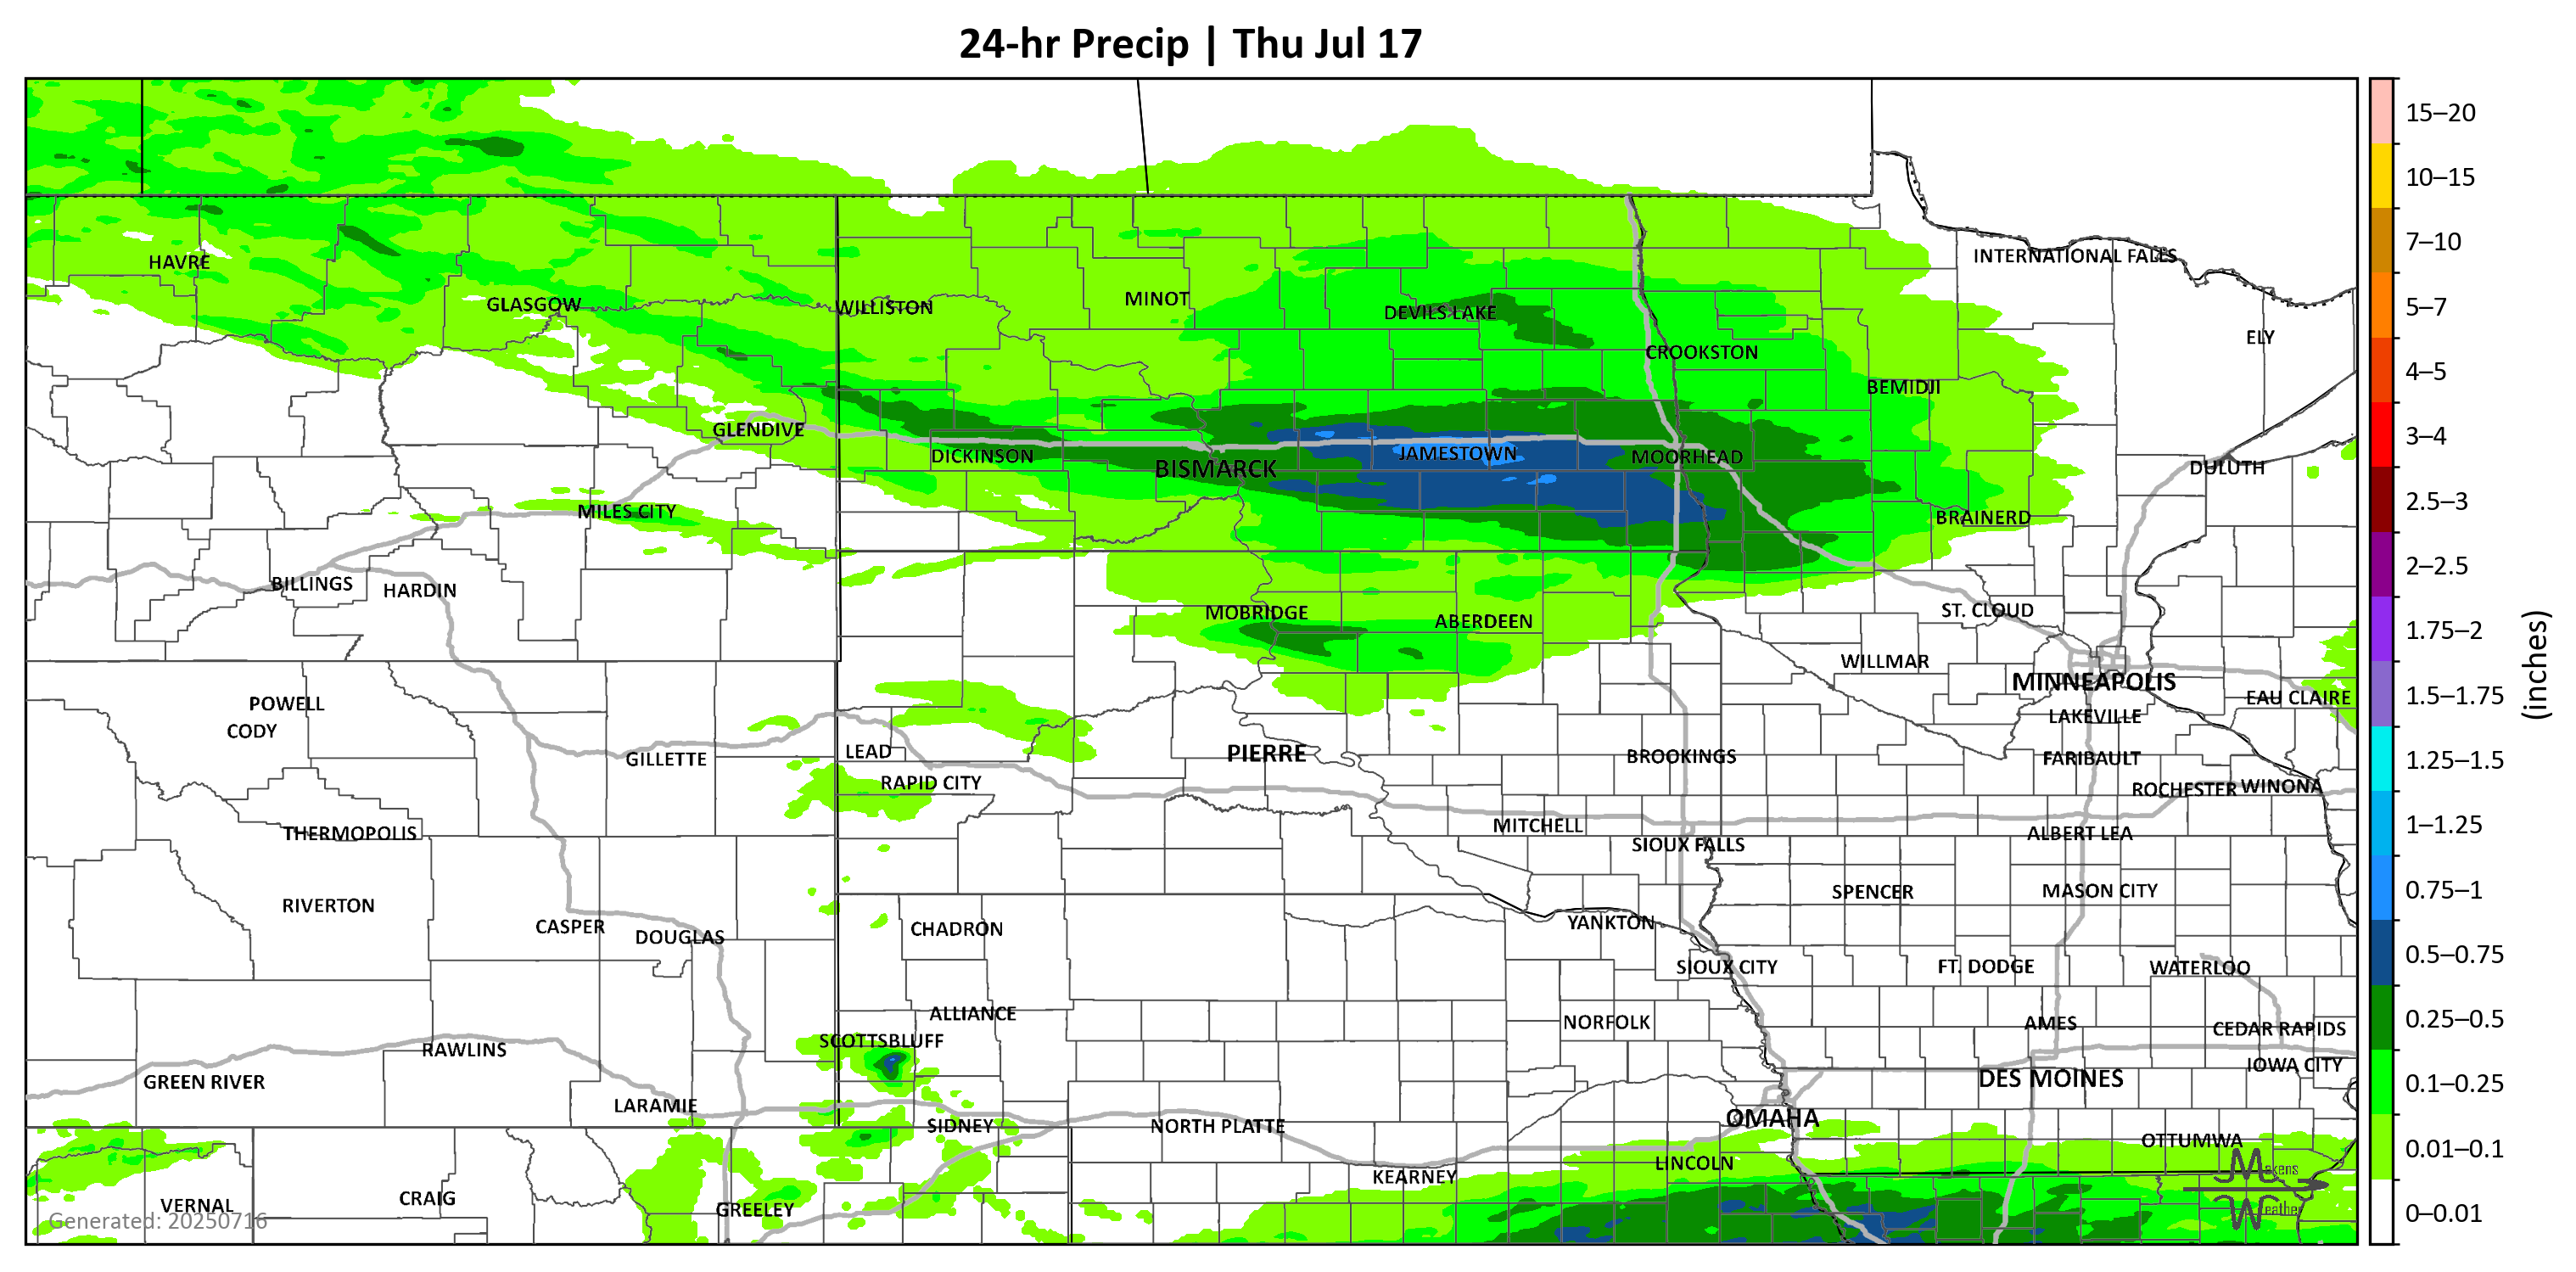 24-hr Precip | Thu Jul 17
15–20
10–15
7–10
5–7
4–5
3–4
2.5–3
2–2.5
1.75–2
1.5–1.75
1.25–1.5
1–1.25
0.75–1
0.5–0.75
0.25–0.5
0.1–0.25
0.01–0.1
0–0.01
(inches)
INTERNATIONAL FALLS
HAVRE
MINOT
GLASGOW
WILLISTON
DEVILS LAKE
ELY
CROOKSTON
BEMIDJI
GLENDIVE
DICKINSON
JAMESTOWN
MOORHEAD
BISMARCK
DULUTH
MILES CITY
BRAINERD
BILLINGS
HARDIN
MOBRIDGE
ABERDEEN
ST. CLOUD
WILLMAR
MINNEAPOLIS
EAU CLAIRE
POWELL
CODY
LAKEVILLE
GILLETTE
LEAD
PIERRE
BROOKINGS
FARIBAULT
RAPID CITY
ROCHESTER
WINONA
THERMOPOLIS
MITCHELL
SIOUX FALLS
ALBERT LEA
RIVERTON
SPENCER
MASON CITY
CASPER
DOUGLAS
CHADRON
YANKTON
SIOUX CITY
FT. DODGE
WATERLOO
ALLIANCE
NORFOLK
AMES
CEDAR RAPIDS
SCOTTSBLUFF
RAWLINS
IOWA CITY
GREEN RIVER
DES MOINES
LARAMIE
SIDNEY
NORTH PLATTE
OMAHA
OTTUMWA
LINCOLN
KEARNEY
VERNAL
CRAIG
GREELEY
Makens
Weather
Generated: 20250716